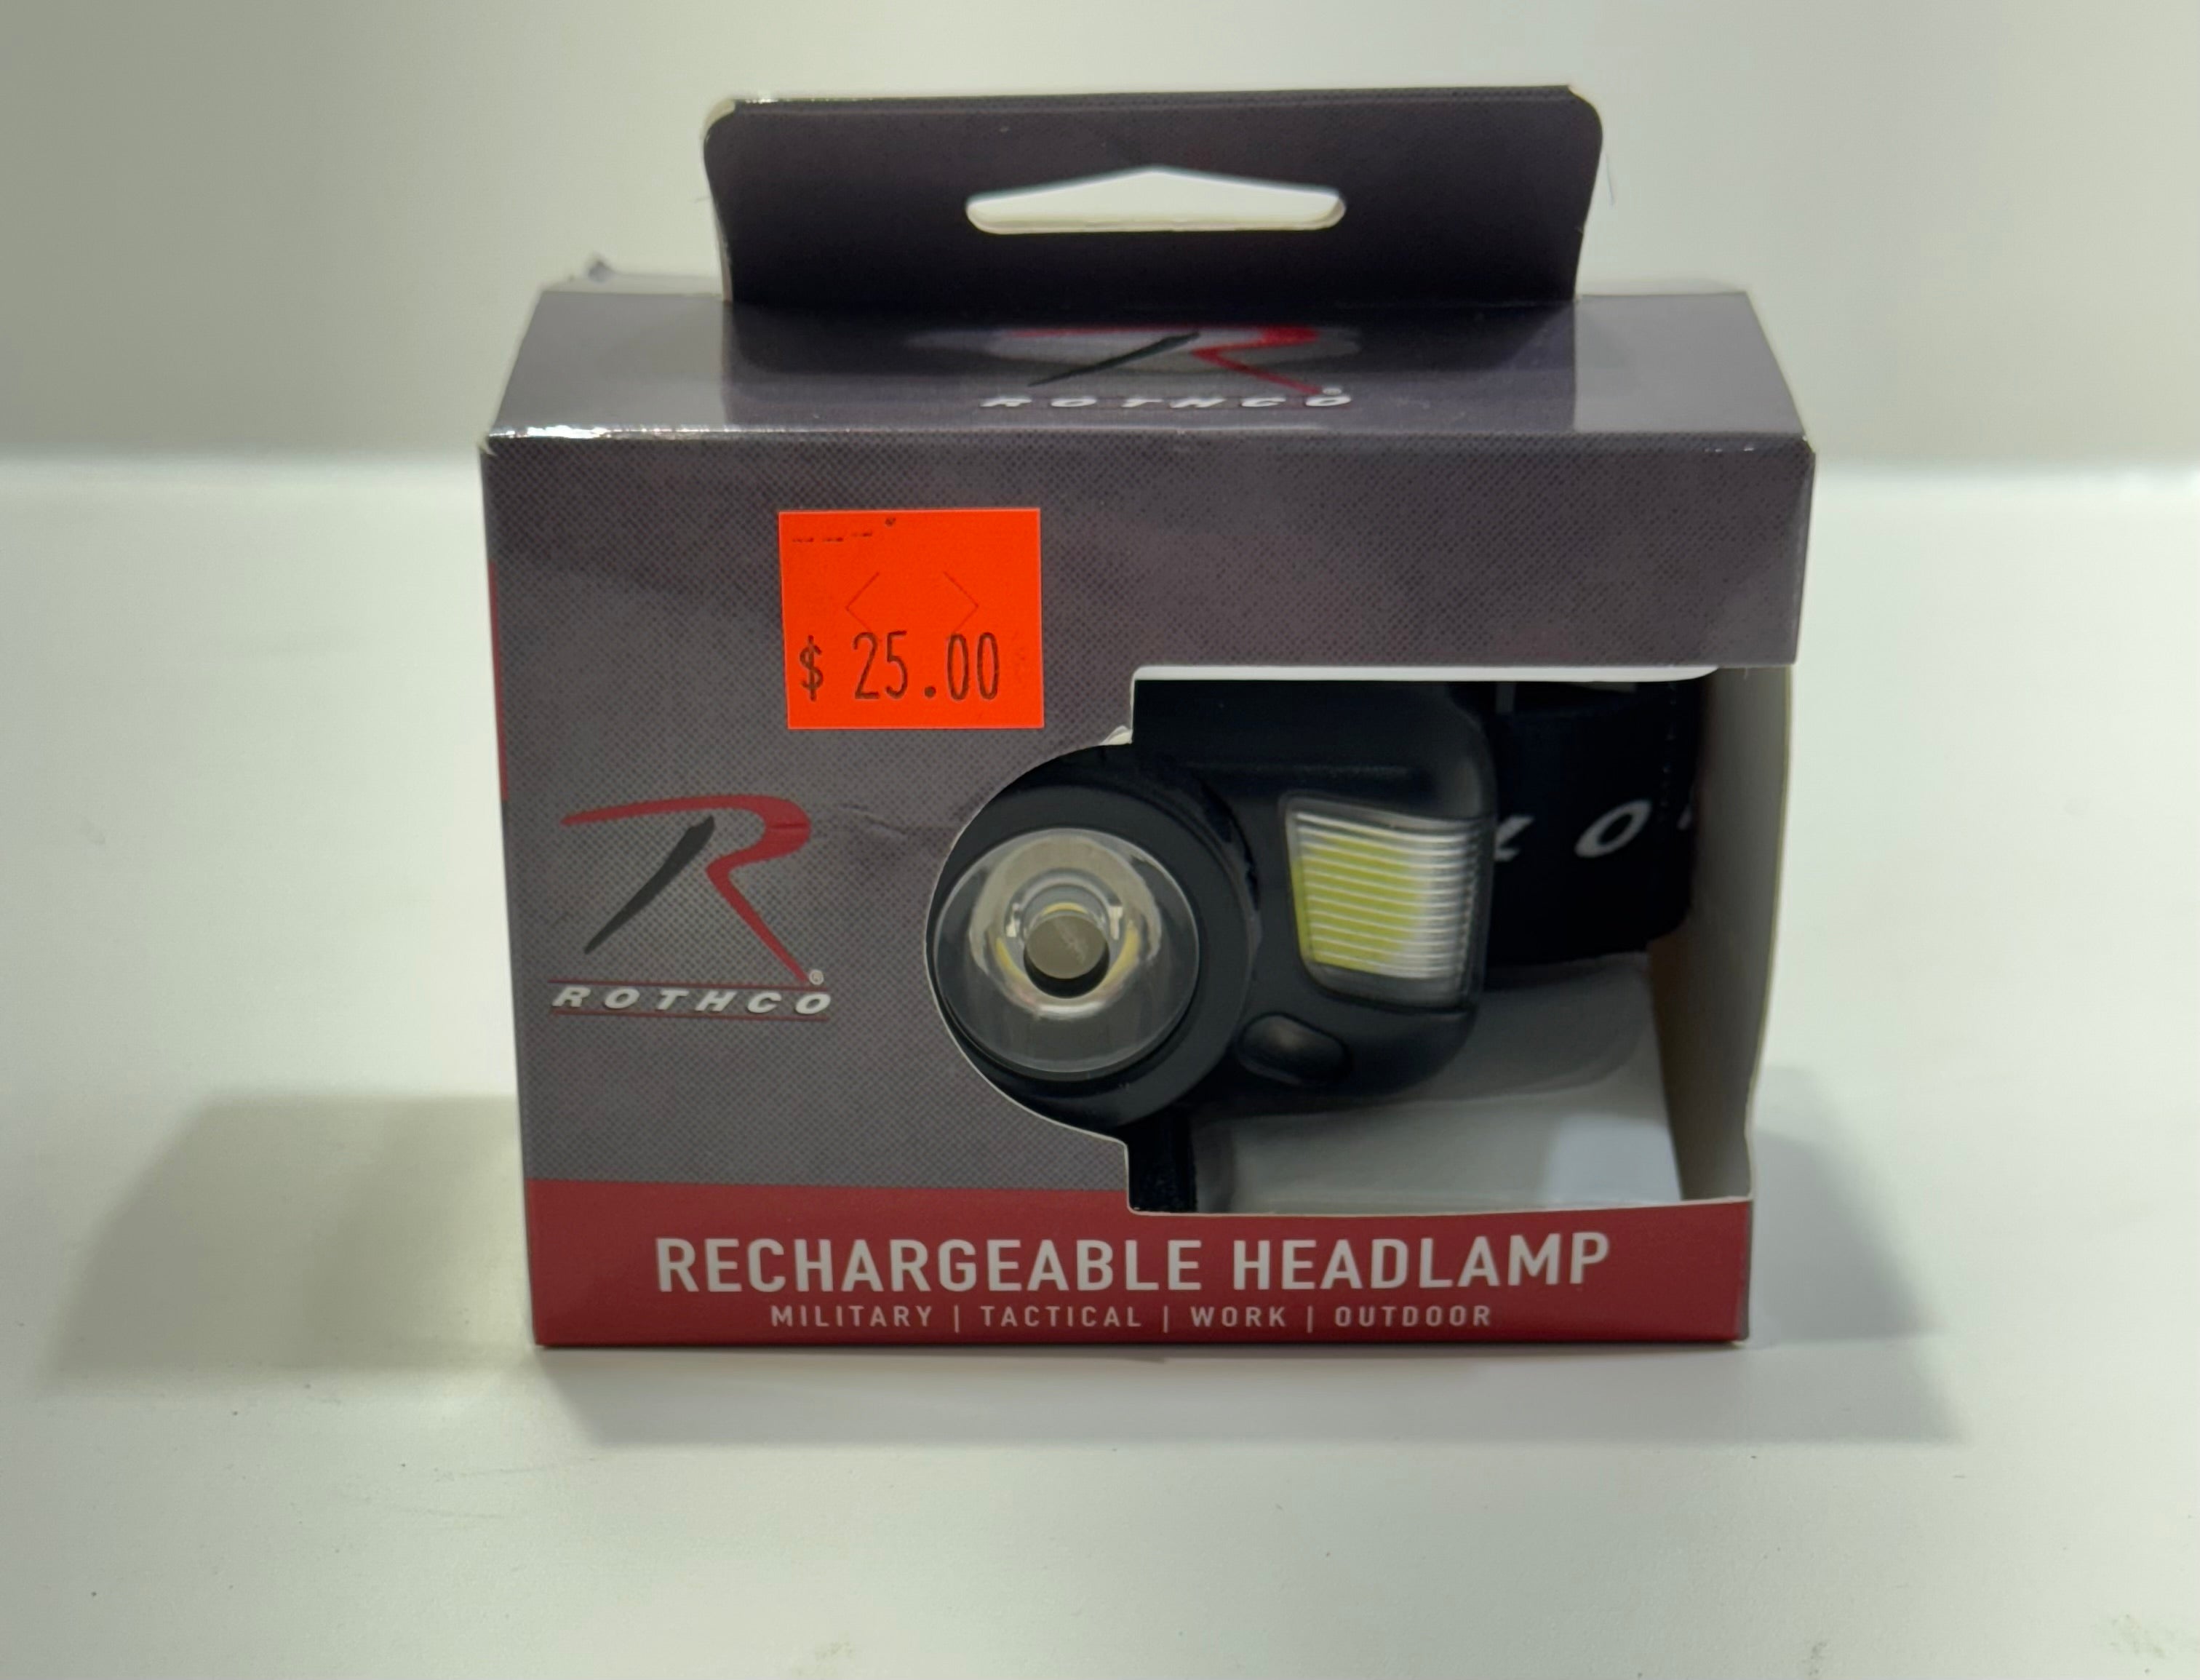 ROTHCO
$ 25.00
R
ROTHCO
RECHARGEABLE HEADLAMP
MILITARY | TACTICAL | WORK | OUTDOOR